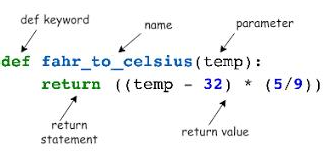 def keyword
name
parameter
def fahr_to_celsius(temp):
return ((temp - 32) * (5/9))
return
statement
return value